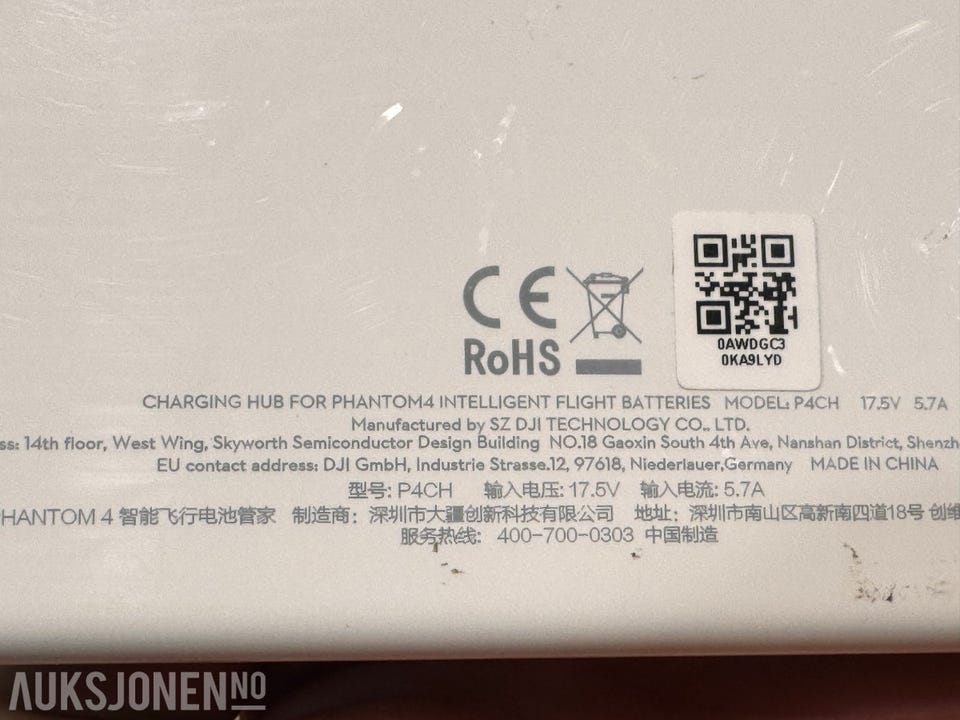 CE
RoHS
0AWDGC3
0KA9LYD
CHARGING HUB FOR PHANTOM4 INTELLIGENT FLIGHT BATTERIES MODEL: P4CH 17.5V 5.7A
Manufactured by SZ DJI TECHNOLOGY CO., LTD.
ss: 14th floor, West Wing, Skyworth Semiconductor Design Building NO.18 Gaoxin South 4th Ave, Nanshan District, Shenzh
EU contact address: DJI GmbH, Industrie Strasse.12, 97618, Niederlauer,Germany MADE IN CHINA
型号: P4CH 输入电压: 17.5V 输入电流: 5.7A
PHANTOM 4 智能飞行电池管家 制造商: 深圳市大疆创新科技有限公司 地址: 深圳市南山区高新南四道18号 创维
服务热线: 400-700-0303 中国制造
AUKSJONEN NO